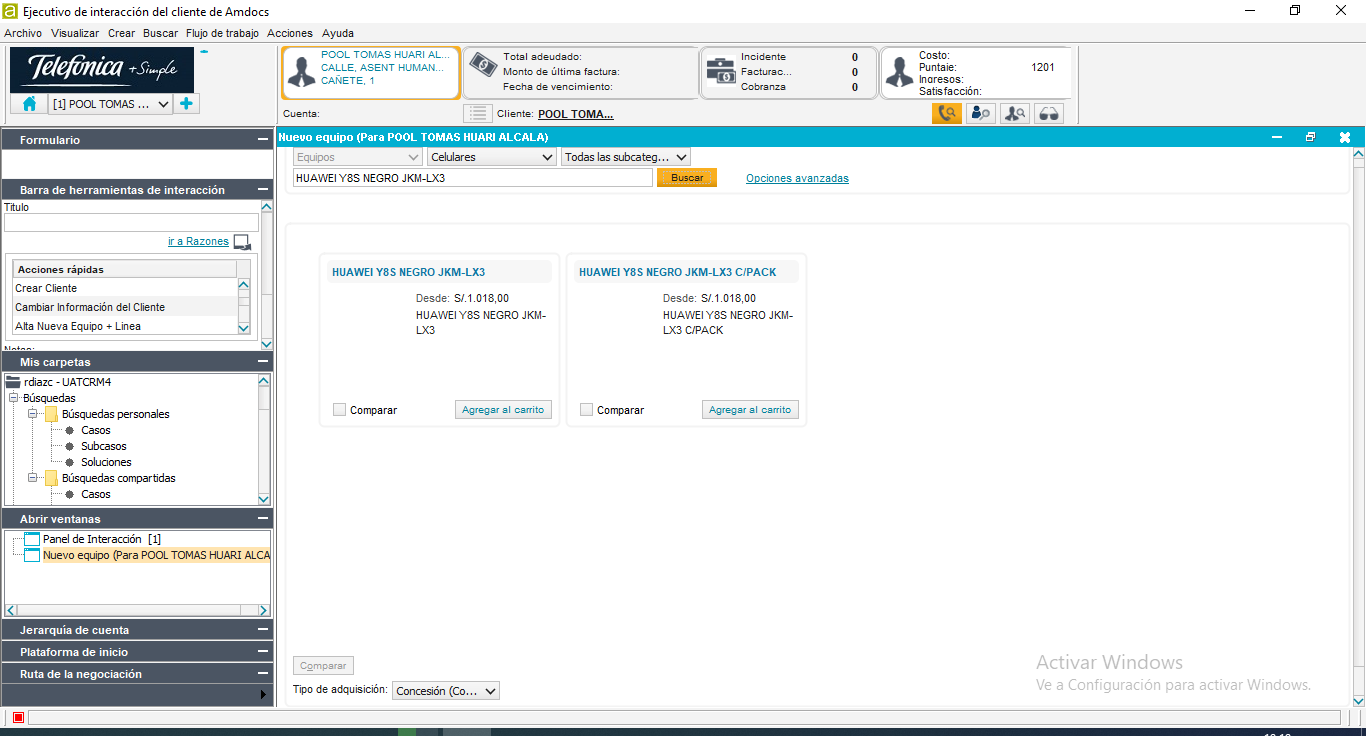 Ejecutivo de interacción del cliente de Amdocs
Archivo Visualizar Crear Buscar Flujo de trabajo Acciones Ayuda
Telefónica +Simple
[1] POOL TOMAS ...
POOL TOMAS HUARI AL...
CALLE, ASENT HUMAN...
CAÑETE, 1
Total adeudado:
Monto de última factura:
Fecha de vencimiento:
Incidente 0
Facturac... 0
Cobranza 0
Costo:
Puntaje: 1201
Ingresos:
Satisfacción:
Cuenta:
Cliente: POOL TOMA...
Formulario
Barra de herramientas de interacción
Título
ir a Razones
Acciones rápidas
Crear Cliente
Cambiar Información del Cliente
Alta Nueva Equipo + Linea
Notas:
Mis carpetas
rdiazc - UATCRM4
Búsquedas
Búsquedas personales
Casos
Subcasos
Soluciones
Búsquedas compartidas
Casos
Abrir ventanas
Panel de Interacción [1]
Nuevo equipo (Para POOL TOMAS HUARI ALCA
Jerarquía de cuenta
Plataforma de inicio
Ruta de la negociación
Nuevo equipo (Para POOL TOMAS HUARI ALCALA)
Equipos Celulares Todas las subcateg...
HUAWEI Y8S NEGRO JKM-LX3 Buscar Opciones avanzadas
HUAWEI Y8S NEGRO JKM-LX3
Desde: S/.1.018,00
HUAWEI Y8S NEGRO JKM-
LX3
Comparar Agregar al carrito
HUAWEI Y8S NEGRO JKM-LX3 C/PACK
Desde: S/.1.018,00
HUAWEI Y8S NEGRO JKM-
LX3 C/PACK
Comparar Agregar al carrito
Comparar
Tipo de adquisición: Concesión (Co...
Activar Windows
Ve a Configuración para activar Windows.